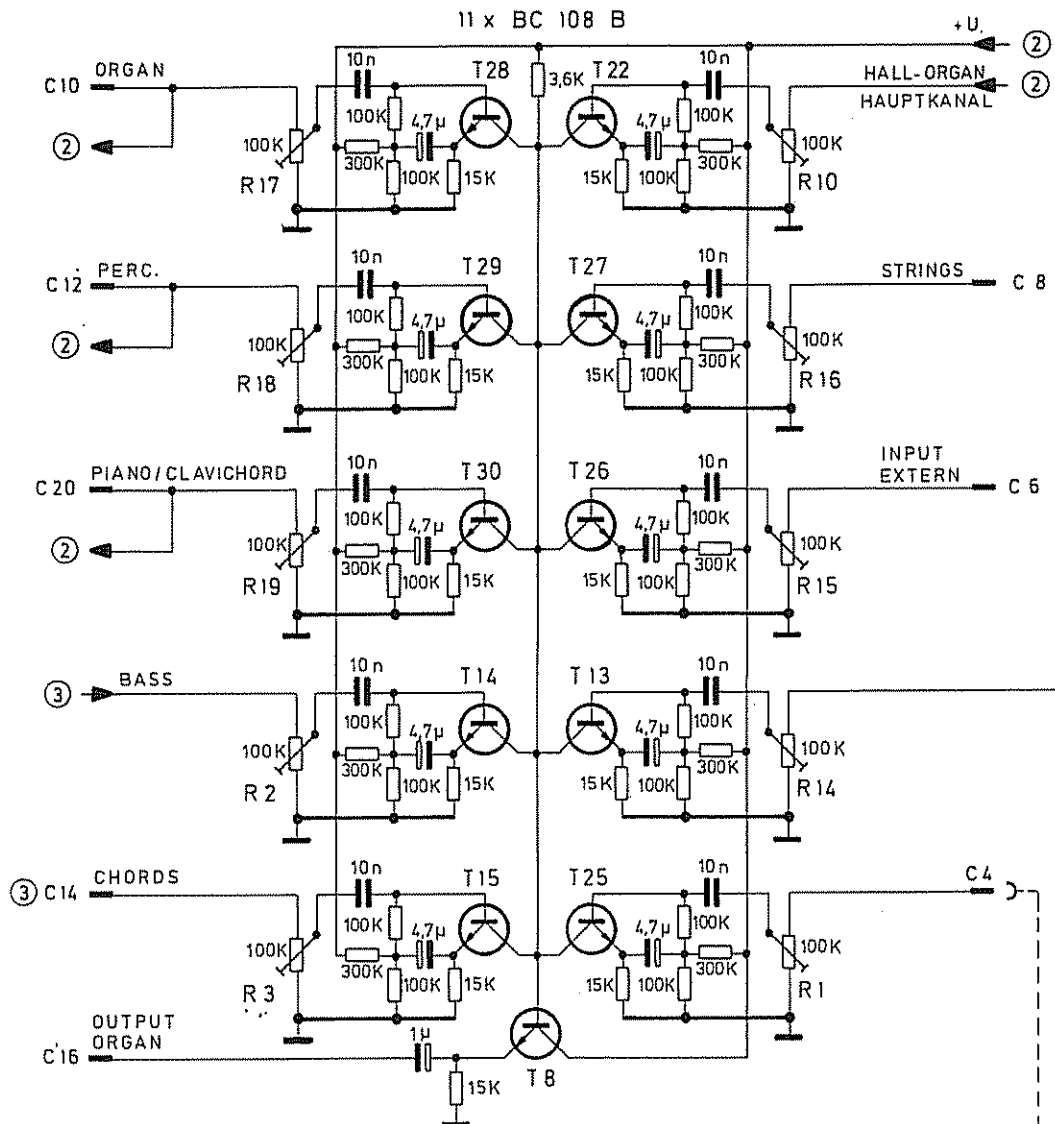 11 x BC 108 B
+U. ②
C10 ORGAN 10n T28 3,6K T22 10n HALL-ORGAN ②
HAUPTKANAL
② 100K 100K 4,7µ 4,7µ 100K 100K
R17 300K 100K 15K 15K 100K 300K R10
C12 PERC. 10n T29 T27 10n STRINGS C 8
② 100K 100K 4,7µ 4,7µ 100K 100K
R18 300K 100K 15K 15K 100K 300K R16
C20 PIANO/CLAVICHORD 10n T30 T26 10n INPUT
EXTERN C 6
② 100K 100K 4,7µ 4,7µ 100K 100K
R19 300K 100K 15K 15K 100K 300K R15
③ BASS 10n T14 T13 10n
100K 100K 4,7µ 4,7µ 100K 100K
R2 300K 100K 15K 15K 100K 300K R14
③ C14 CHORDS 10n T15 T25 10n C4
100K 100K 4,7µ 4,7µ 100K 100K
R3 300K 100K 15K 15K 100K 300K R1
OUTPUT
ORGAN
C'16 1µ
15K T8